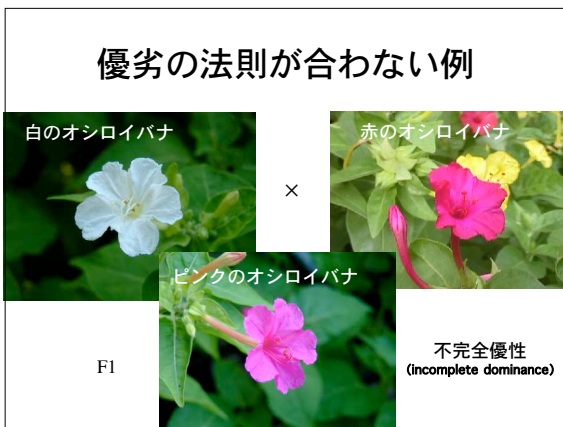 優劣の法則が合わない例
白のオシロイバナ
×
赤のオシロイバナ
ピンクのオシロイバナ
F1
不完全優性
(incomplete dominance)